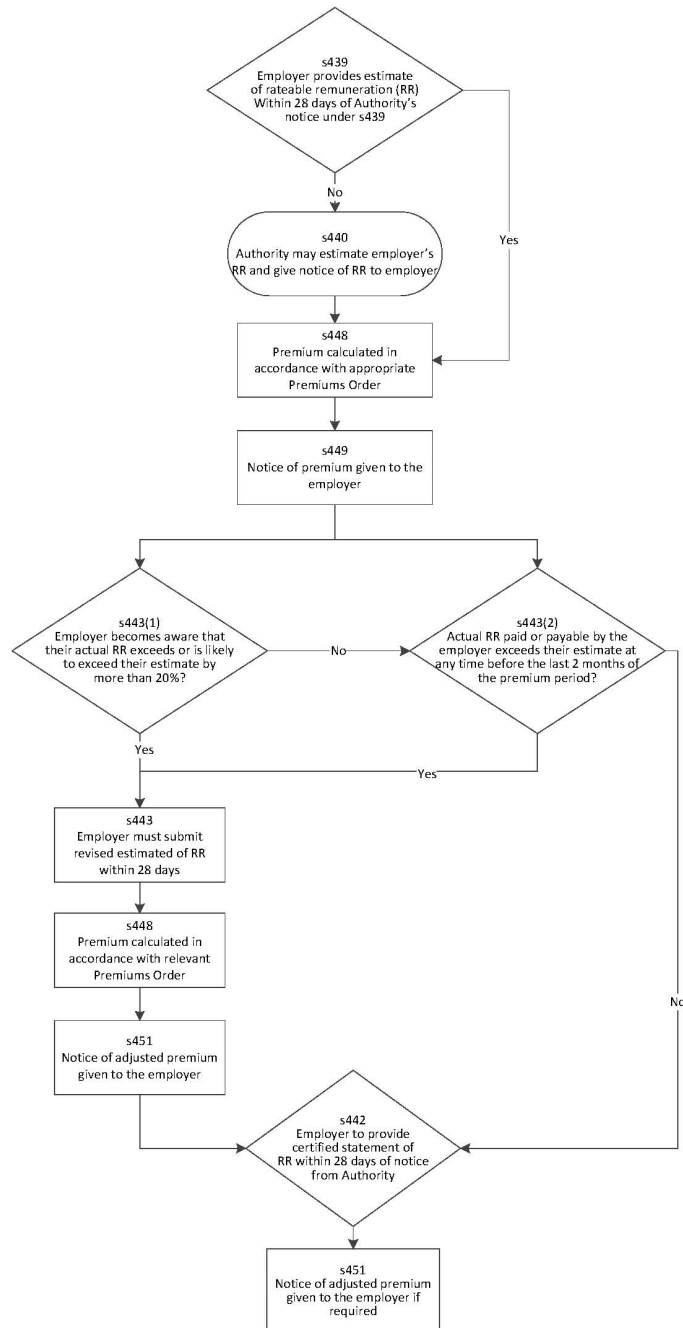 s439
Employer provides estimate
of rateable remuneration (RR)
Within 28 days of Authority's
notice under s439
No
Yes
s440
Authority may estimate employer's
RR and give notice of RR to employer
s448
Premium calculated in
accordance with appropriate
Premiums Order
s449
Notice of premium given to the
employer
s443(1)
Employer becomes aware that
their actual RR exceeds or is likely
to exceed their estimate by
more than 20%?
No
s443(2)
Actual RR paid or payable by the
employer exceeds their estimate at
any time before the last 2 months of
the premium period?
Yes
Yes
s443
Employer must submit
revised estimated of RR
within 28 days
s448
Premium calculated in
accordance with relevant
Premiums Order
No
s451
Notice of adjusted premium
given to the employer
s442
Employer to provide
certified statement of
RR within 28 days of notice
from Authority
s451
Notice of adjusted premium
given to the employer if
required